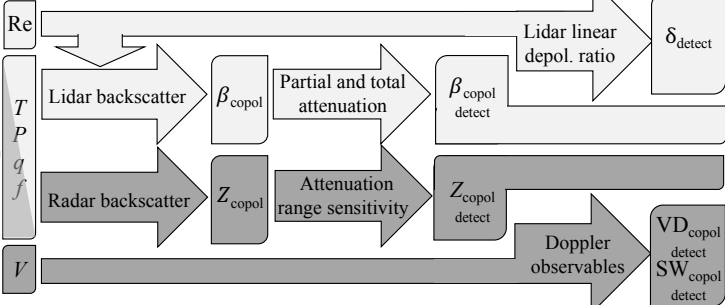 Re
Lidar linear
depol. ratio
δdetect
T
P
q
f
Lidar backscatter
βcopol
Partial and total
attenuation
βcopol
detect
Radar backscatter
Zcopol
Attenuation
range sensitivity
Zcopol
detect
V
Doppler
observables
VDcopol
detect
SWcopol
detect